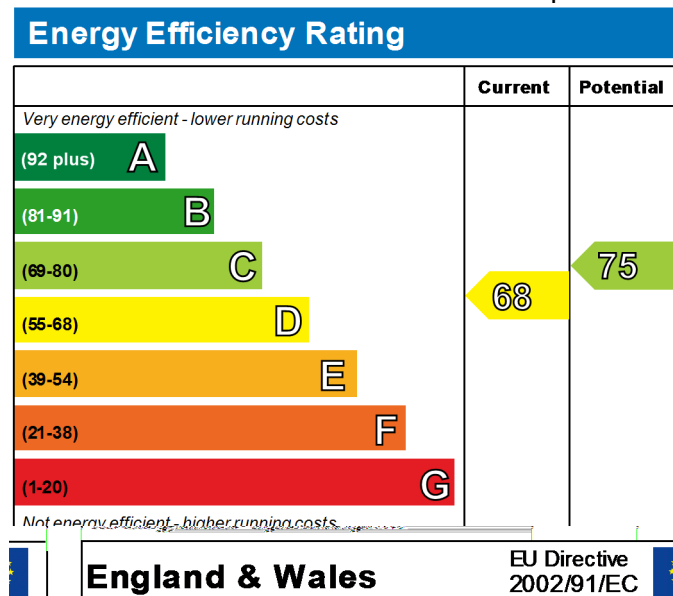 Energy Efficiency Rating
Current Potential
Very energy efficient - lower running costs
(92 plus) A
(81-91) B
(69-80) C
75
68
(55-68) D
(39-54) E
(21-38) F
(1-20) G
Not energy efficient - higher running costs
England & Wales
EU Directive
2002/91/EC